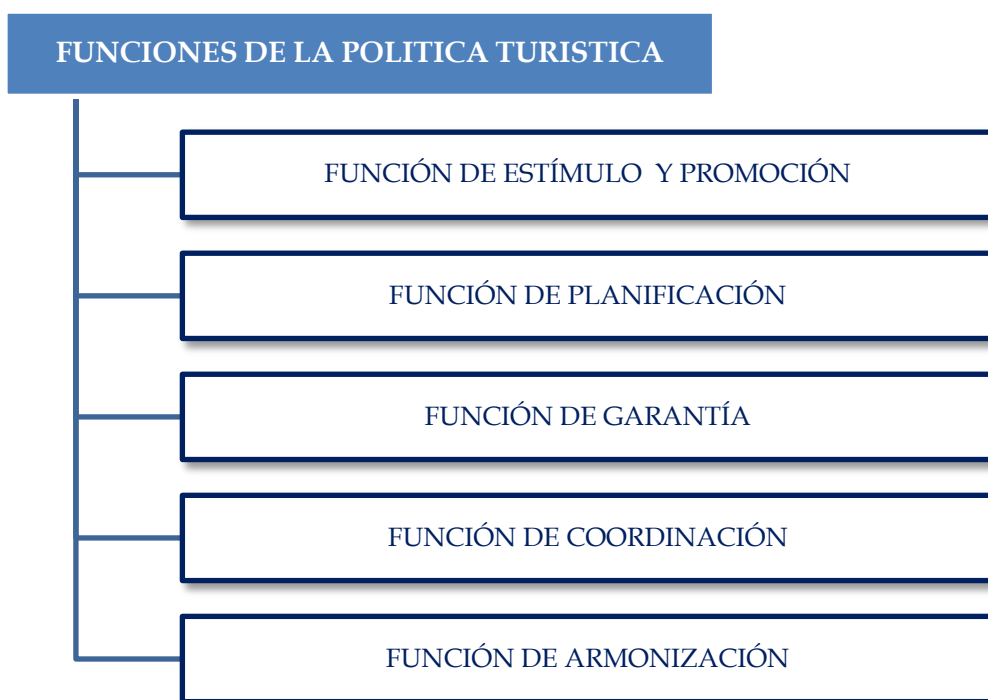 FUNCIONES DE LA POLITICA TURISTICA
FUNCIÓN DE ESTÍMULO Y PROMOCIÓN
FUNCIÓN DE PLANIFICACIÓN
FUNCIÓN DE GARANTÍA
FUNCIÓN DE COORDINACIÓN
FUNCIÓN DE ARMONIZACIÓN